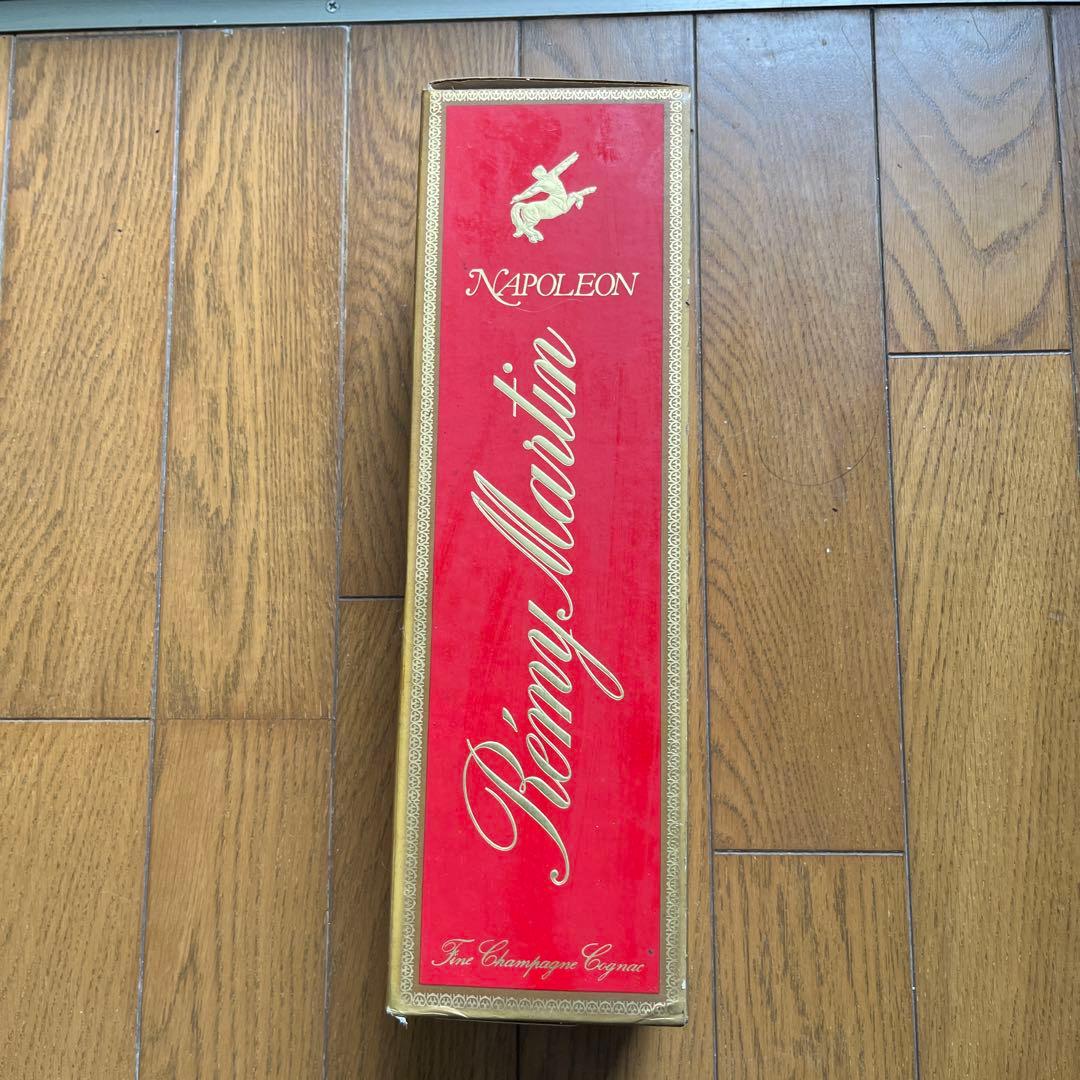 NAPOLEON
Rémy Martin
Fine Champagne Cognac